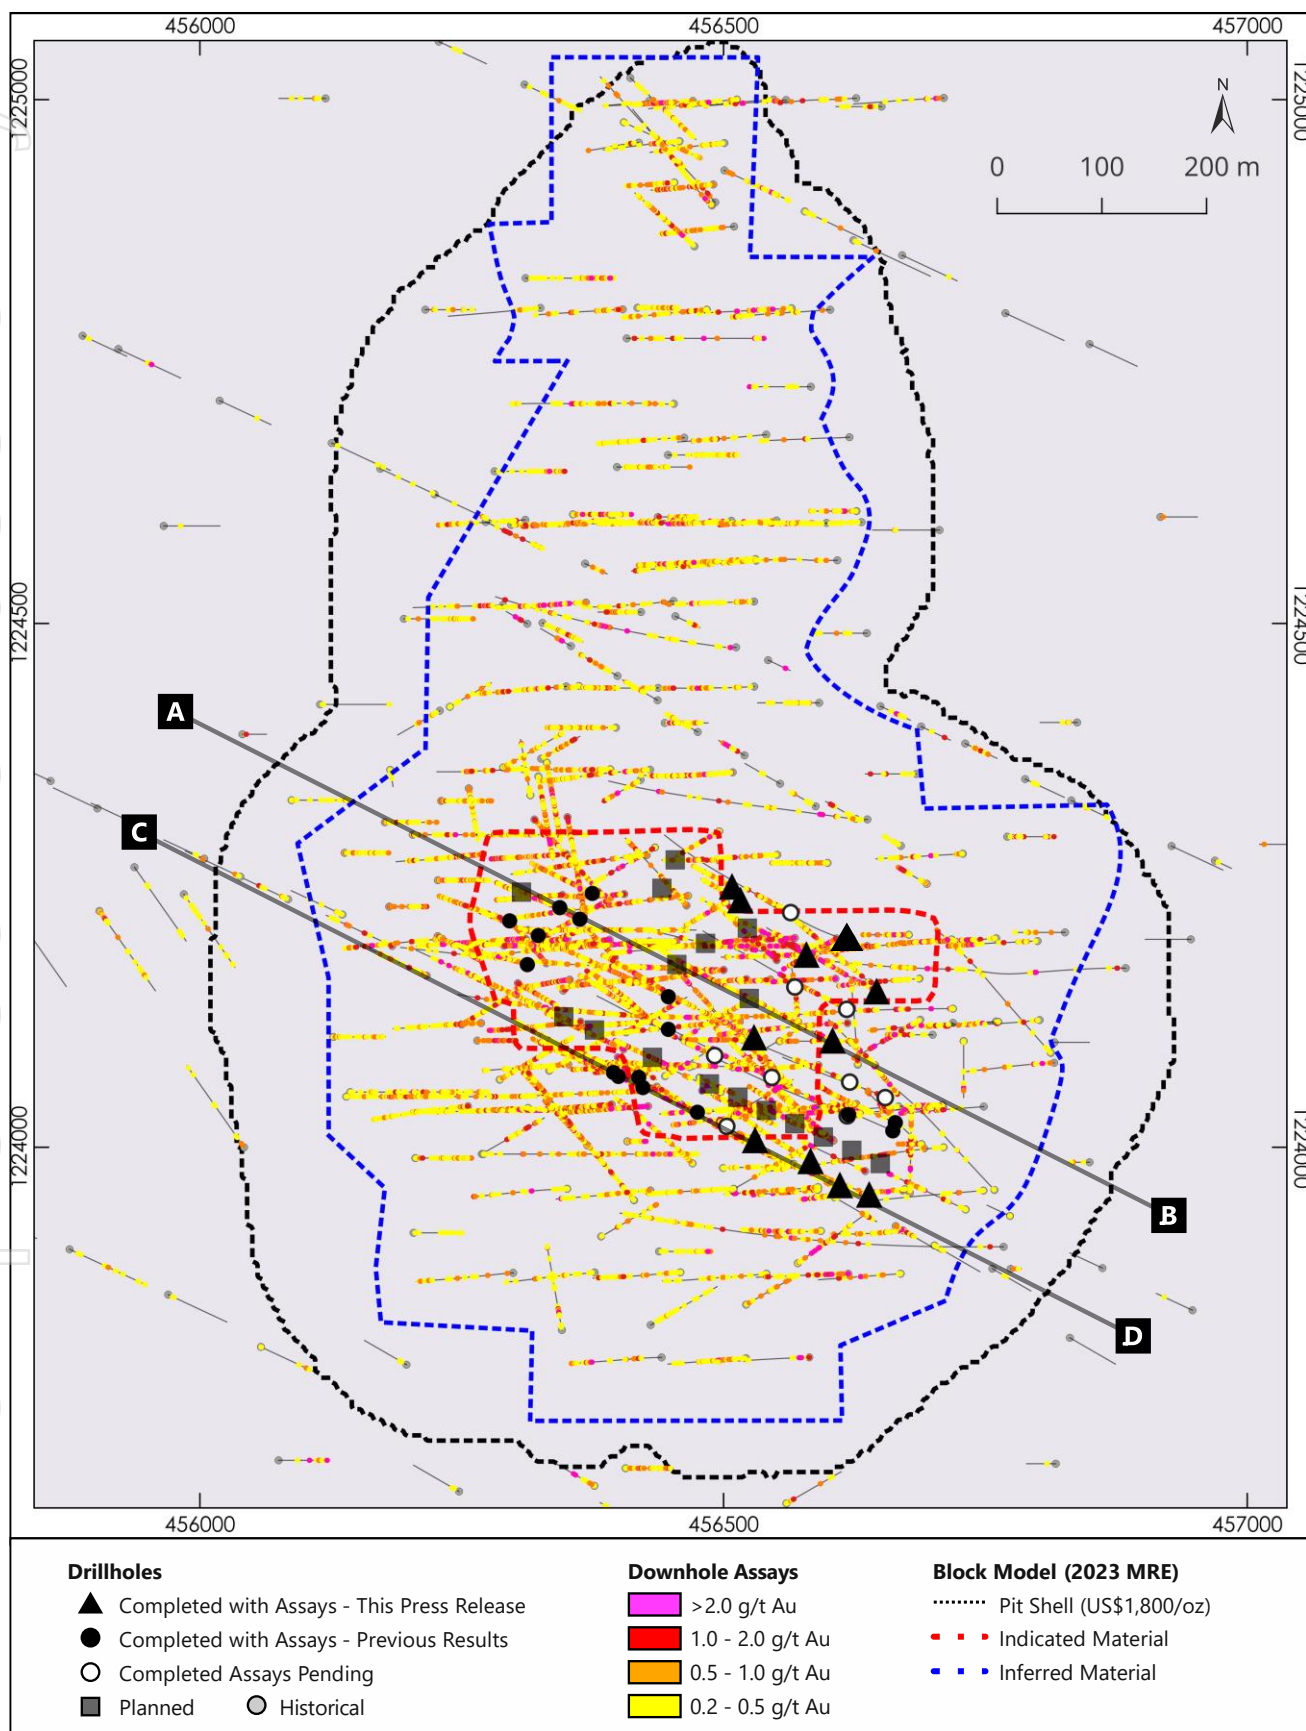 456000 456500 457000
1225000 1225000
N
0 100 200 m
1224500 1224500
A
C
1224000 1224000
B
D
456000 456500 457000
Drillholes
Completed with Assays - This Press Release
Completed with Assays - Previous Results
Completed Assays Pending
Planned Historical
Downhole Assays
>2.0 g/t Au
1.0 - 2.0 g/t Au
0.5 - 1.0 g/t Au
0.2 - 0.5 g/t Au
Block Model (2023 MRE)
Pit Shell (US$1,800/oz)
Indicated Material
Inferred Material